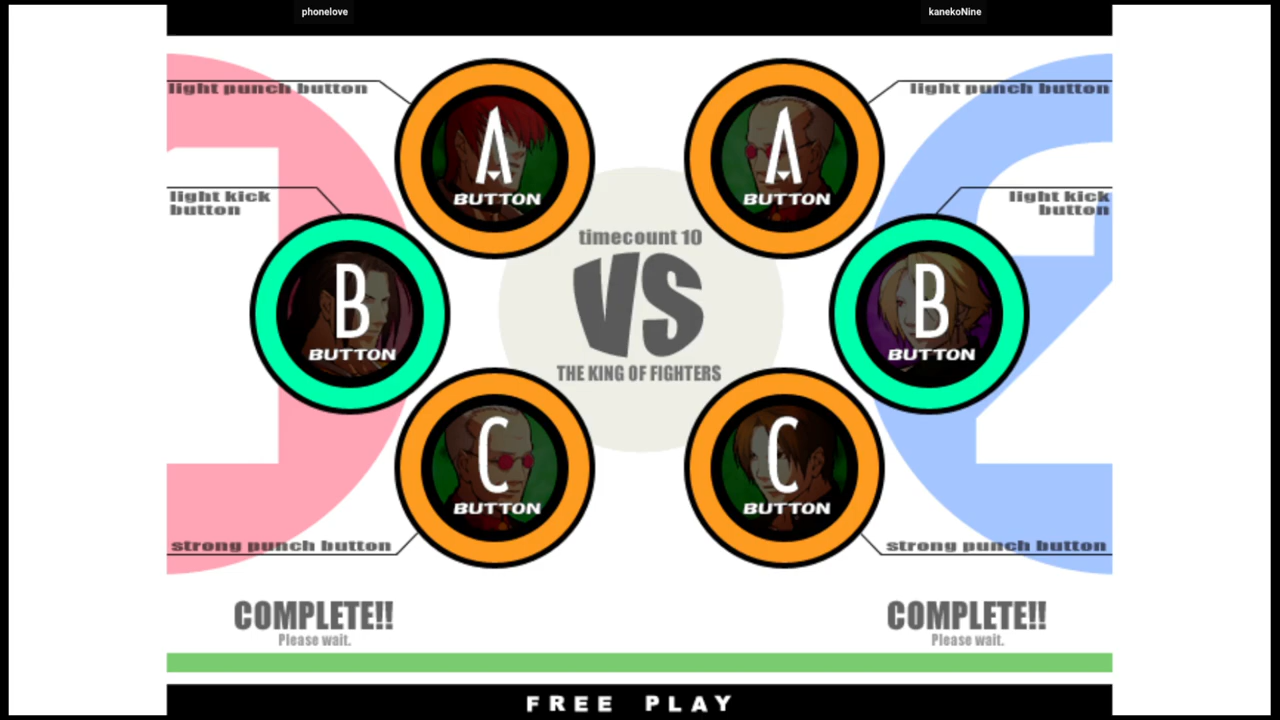 phonelove
kanekoNine
light punch button
light punch button
A
BUTTON
A
BUTTON
light kick
button
light kick
button
timecount 10
VS
THE KING OF FIGHTERS
B
BUTTON
B
BUTTON
1
2
C
BUTTON
C
BUTTON
strong punch button
strong punch button
COMPLETE!!
Please wait.
COMPLETE!!
Please wait.
FREE PLAY